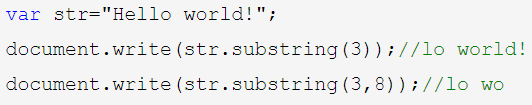 var str="Hello world!";
document.write(str.substring(3));//lo world!
document.write(str.substring(3,8));//lo wo